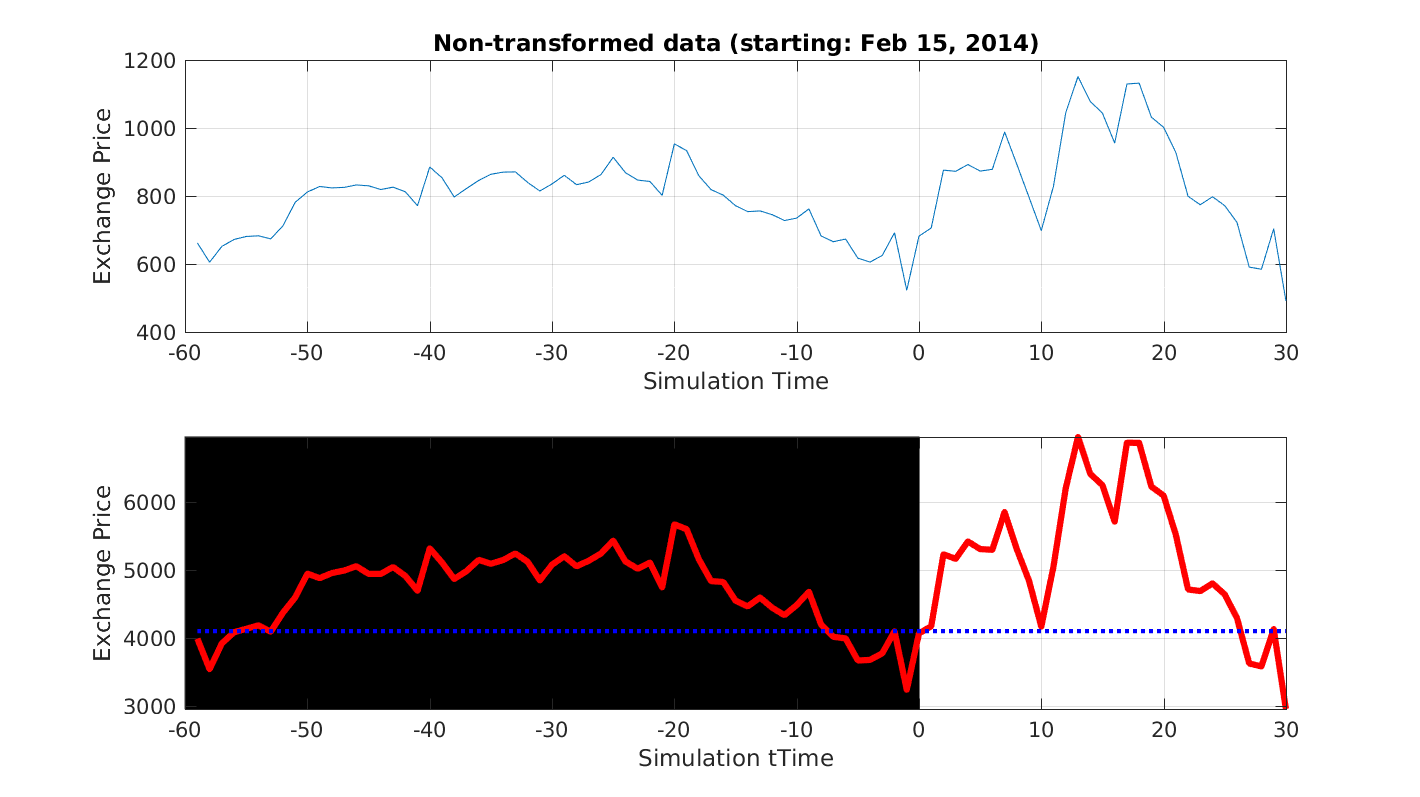 Non-transformed data (starting: Feb 15, 2014)
1200
1000
800
600
400
Exchange Price
-60 -50 -40 -30 -20 -10 0 10 20 30
Simulation Time
6000
5000
4000
3000
Exchange Price
-60 -50 -40 -30 -20 -10 0 10 20 30
Simulation tTime